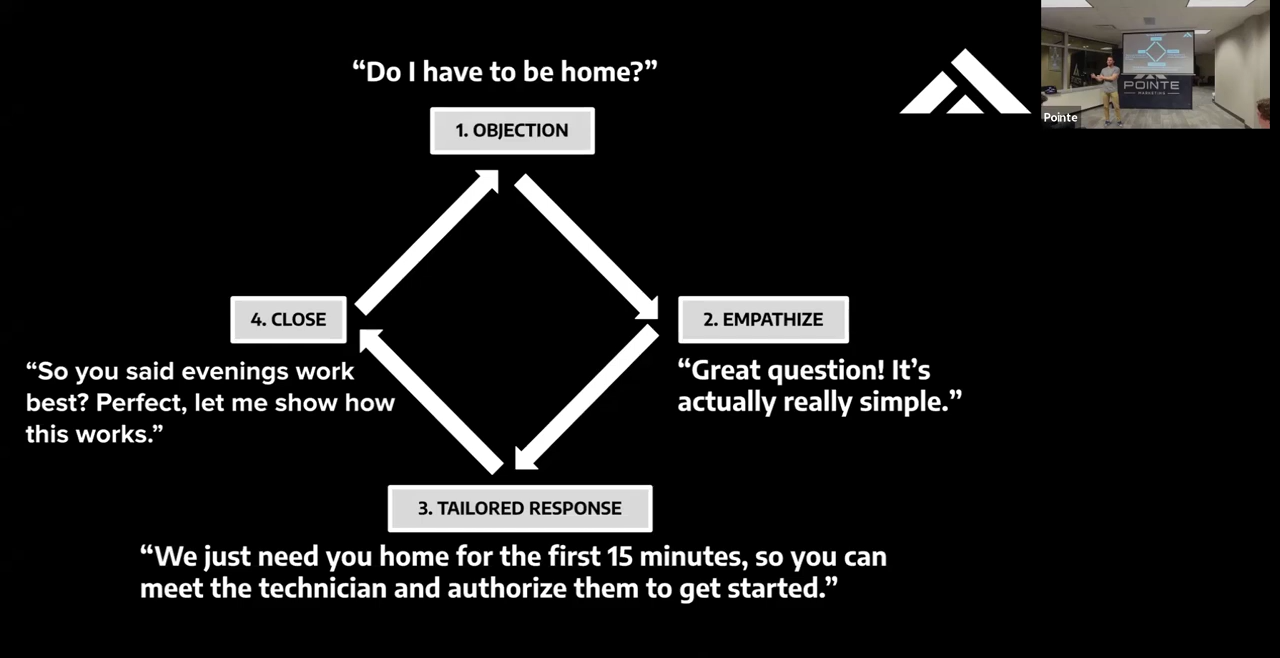 “Do I have to be home?”
1. OBJECTION
Pointe
POINTE
MARKETING
4. CLOSE
2. EMPATHIZE
“So you said evenings work
best? Perfect, let me show how
this works.”
“Great question! It’s
actually really simple.”
3. TAILORED RESPONSE
“We just need you home for the first 15 minutes, so you can
meet the technician and authorize them to get started.”